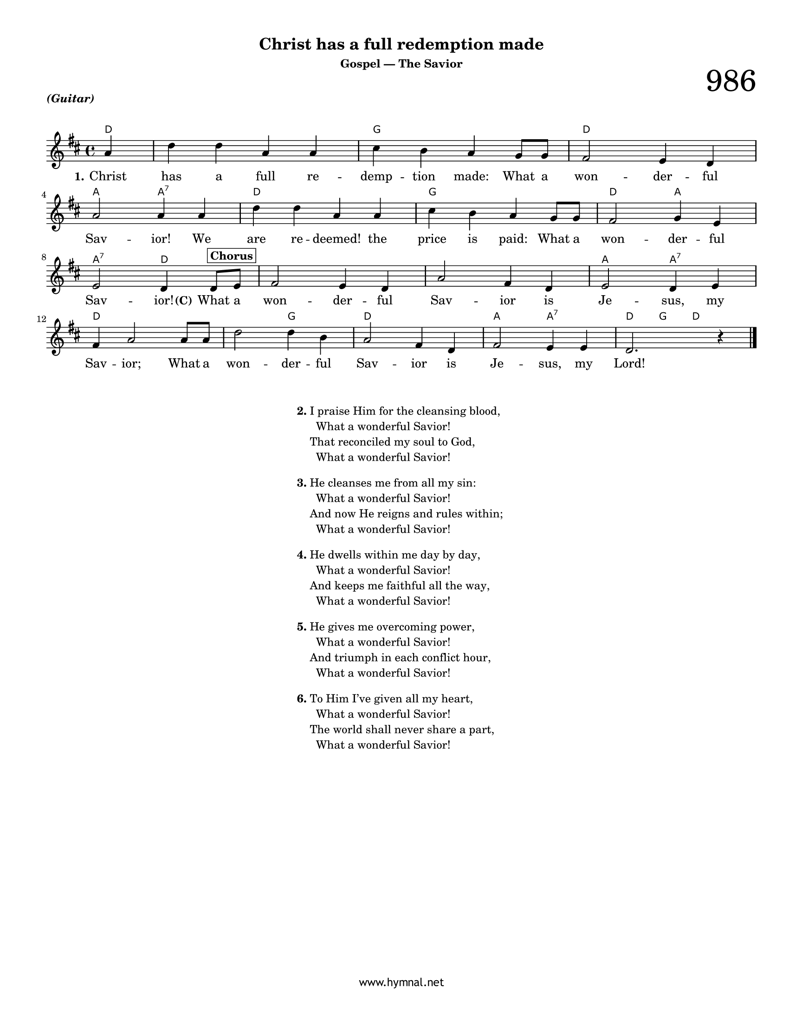 Christ has a full redemption made
Gospel — The Savior
986
(Guitar)
D G D
1. Christ has a full re - demp - tion made: What a won - der - ful
4 A A7 D G D A
Sav - ior! We are re - deemed! the price is paid: What a won - der - ful
8 A7 D Chorus A A7
Sav - ior! (C) What a won - der - ful Sav - ior is Je - sus, my
12 D G D A A7 D G D
Sav - ior; What a won - der - ful Sav - ior is Je - sus, my Lord!
2. I praise Him for the cleansing blood,
What a wonderful Savior!
That reconciled my soul to God,
What a wonderful Savior!
3. He cleanses me from all my sin:
What a wonderful Savior!
And now He reigns and rules within;
What a wonderful Savior!
4. He dwells within me day by day,
What a wonderful Savior!
And keeps me faithful all the way,
What a wonderful Savior!
5. He gives me overcoming power,
What a wonderful Savior!
And triumph in each conflict hour,
What a wonderful Savior!
6. To Him I’ve given all my heart,
What a wonderful Savior!
The world shall never share a part,
What a wonderful Savior!
www.hymnal.net